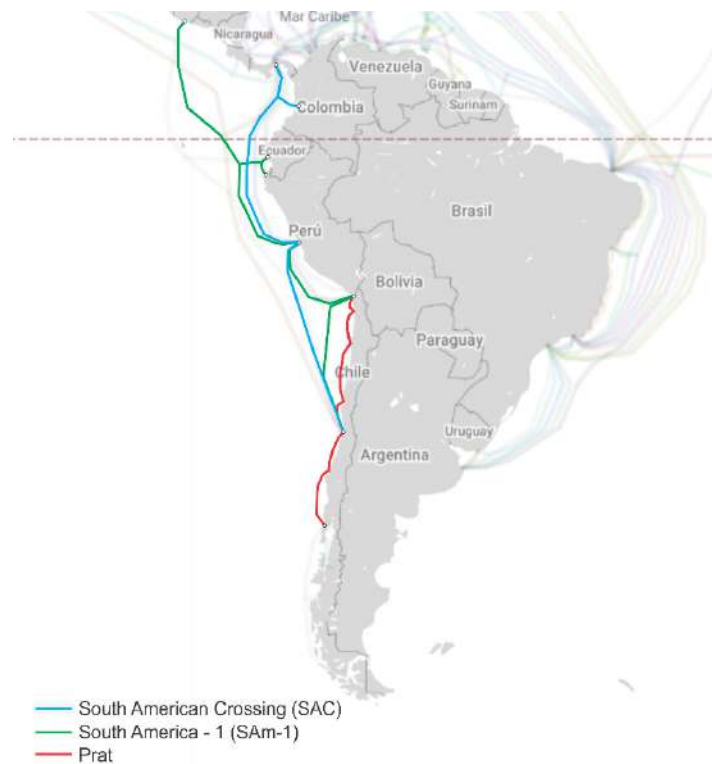 Mar Caribe
Nicaragua
Venezuela
Guyana
Surinam
Colombia
Ecuador
Brasil
Perú
Bolivia
Paraguay
Chile
Uruguay
Argentina
South American Crossing (SAC)
South America - 1 (SAm-1)
Prat